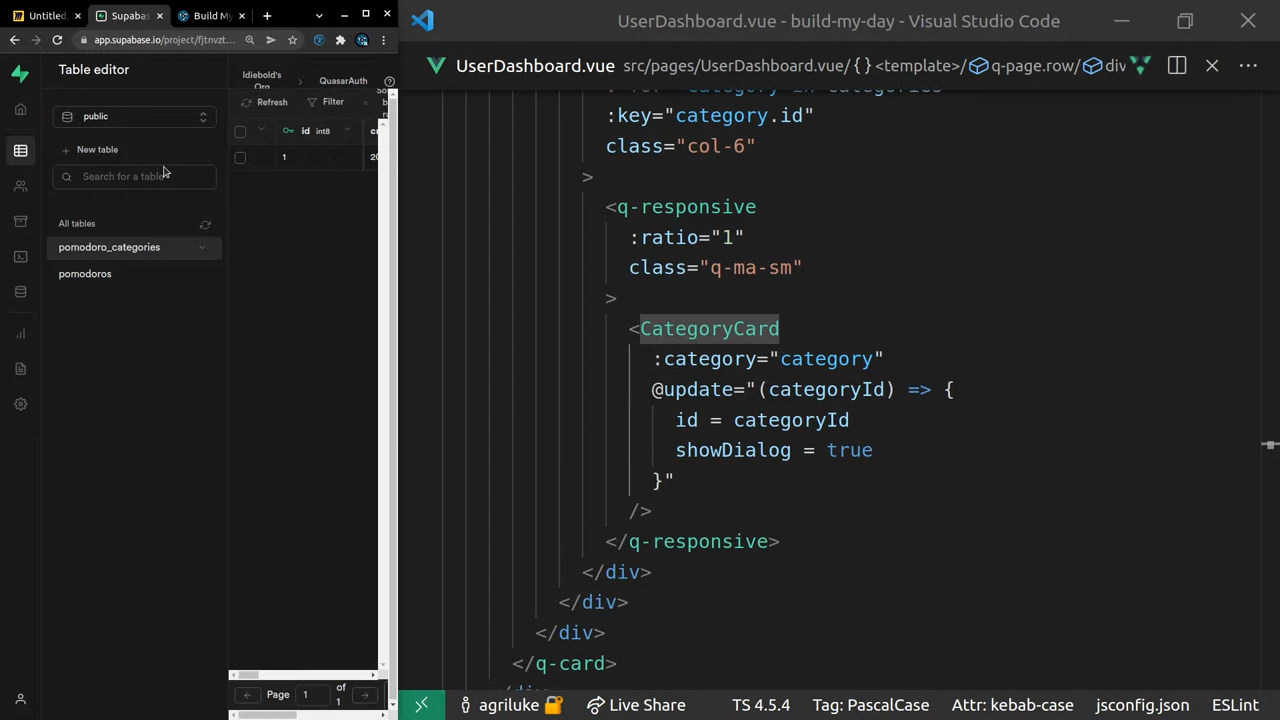 Untitled,
Supabas
Build My
app.supabase.io/project/fjtnvzt...
Table editor
public
New table
Search for a table
All tables
pomodoro_categories
pomodoros
ldiebold's
Org
QuasarAuth
Refresh
Filter
id int8
1
20
Page 1 of 1
UserDashboard.vue - build-my-day - Visual Studio Code
UserDashboard.vue src/pages/UserDashboard.vue/{}<template>/q-page.row/div
:key="category.id"
class="col-6"
>
<q-responsive
:ratio="1"
class="q-ma-sm"
>
<CategoryCard
:category="category"
@update="(categoryId) => {
id = categoryId
showDialog = true
}"
/>
</q-responsive>
</div>
</div>
</div>
</q-card>
agriluke
Live Share
TS 4.5.4
Tag: PascalCase
Attr: kebab-case
jsconfig.json
ESLint